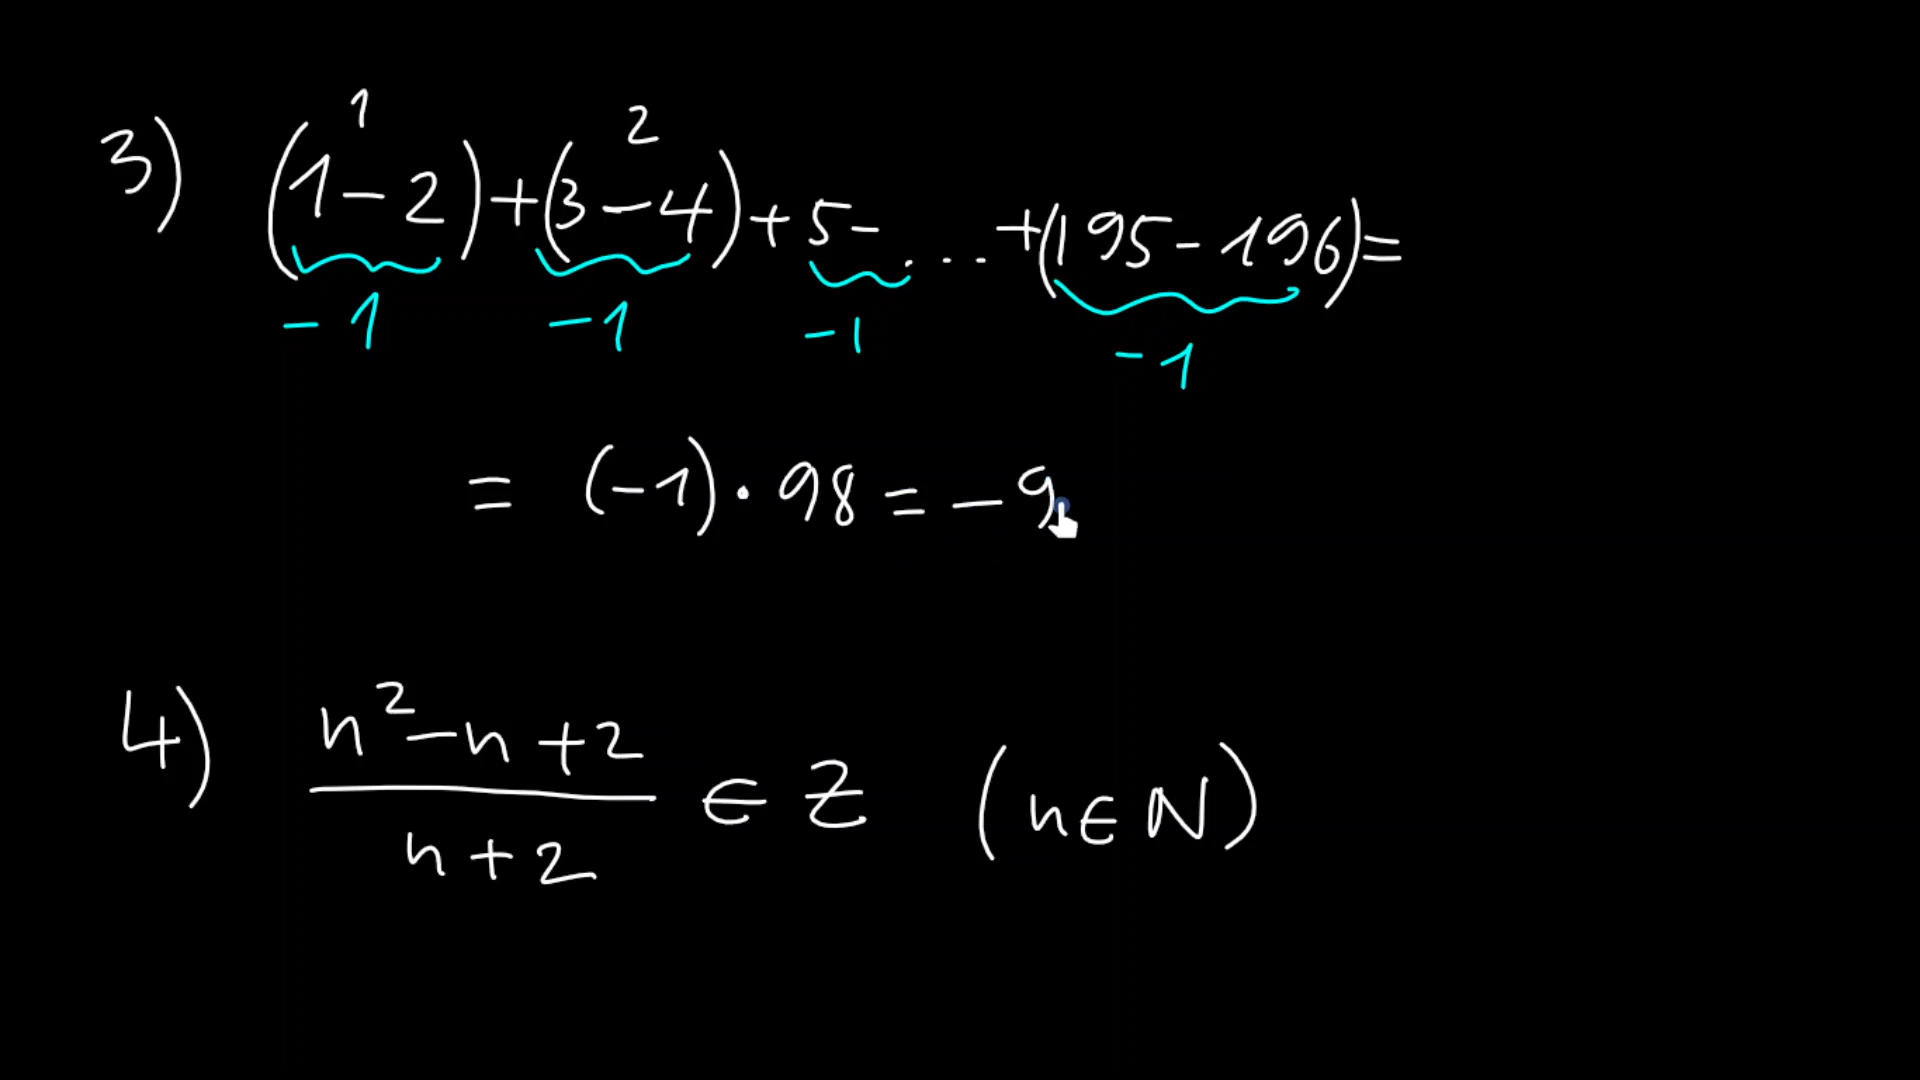 1 2
3) (1-2)+(3-4)+5- ... +(195-196)=
-1 -1 -1 -1
= (-1)·98=-9
4) n²-n+2
n+2
∈ Z (n∈N)